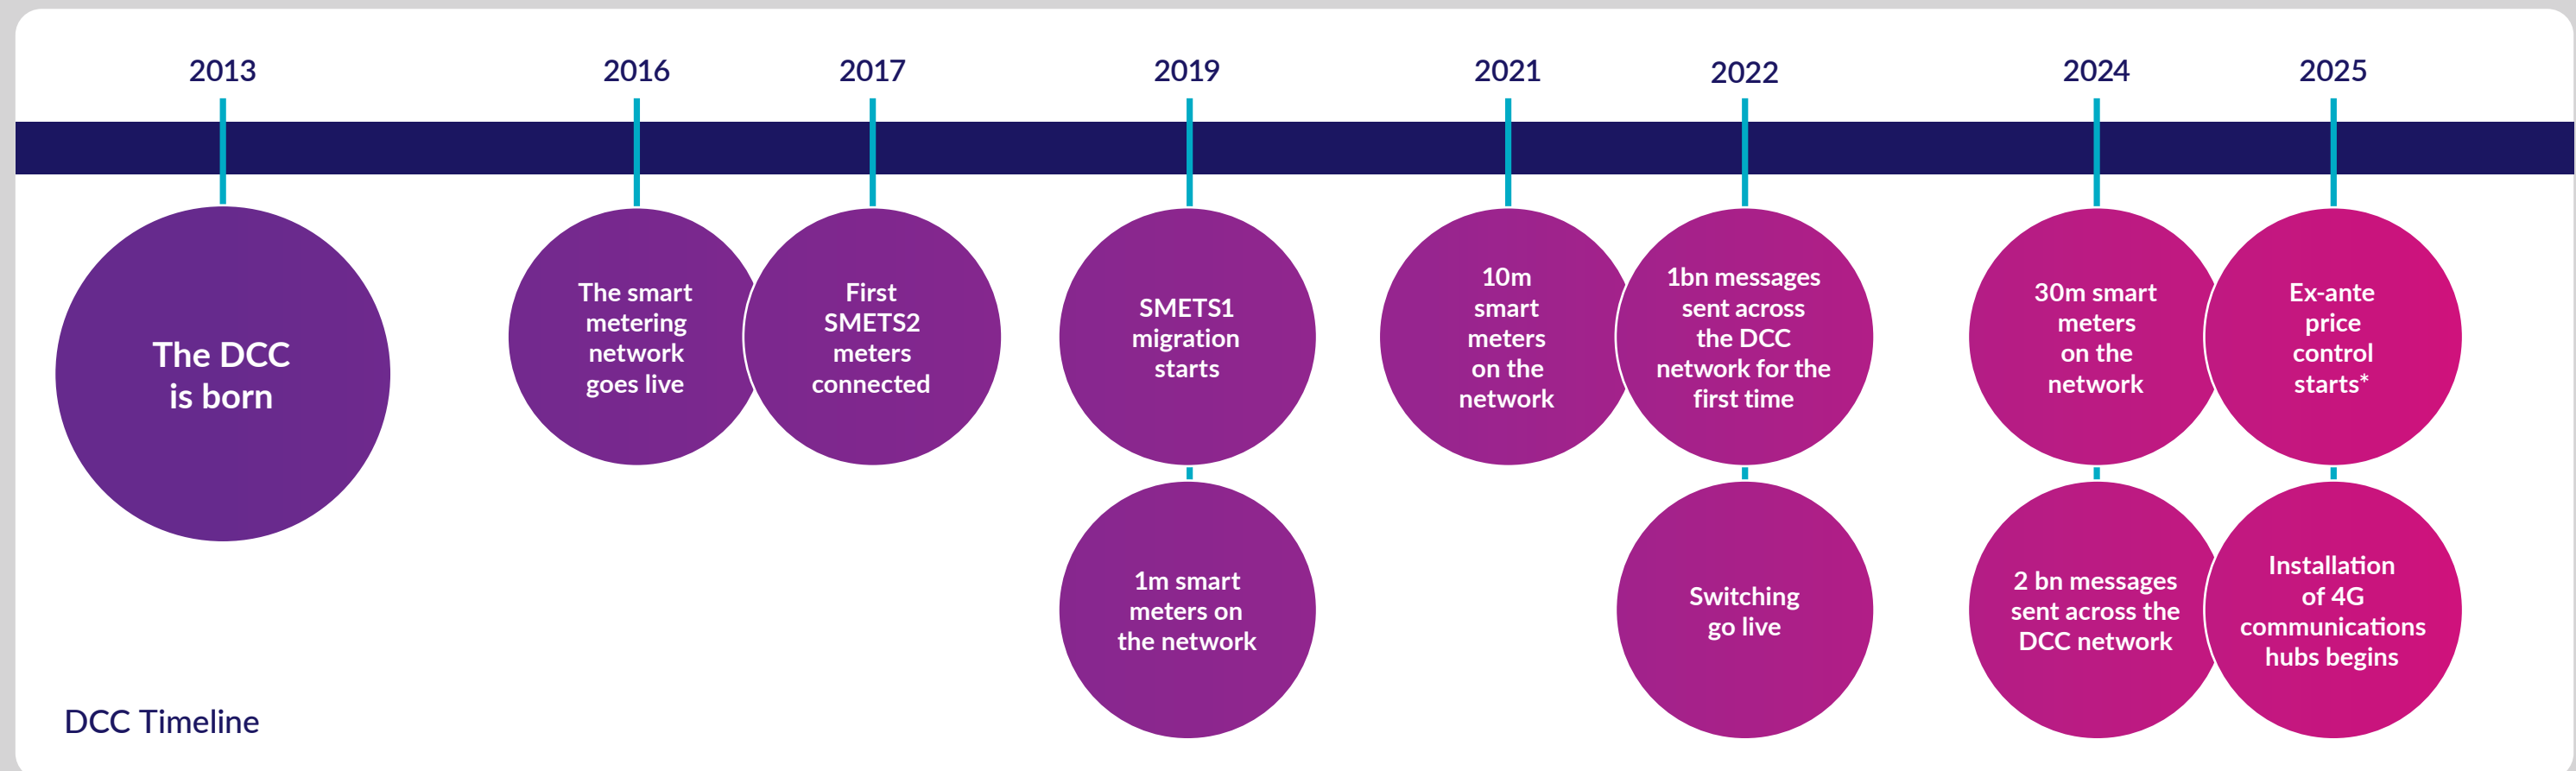 2013
The DCC
is born
2016
The smart
metering
network
goes live
2017
First
SMETS2
meters
connected
2019
SMETS1
migration
starts
1m smart
meters on
the network
2021
10m
smart
meters
on the
network
2022
1bn messages
sent across
the DCC
network for the
first time
Switching
go live
2024
30m smart
meters
on the
network
2 bn messages
sent across the
DCC network
2025
Ex-ante
price
control
starts*
Installation
of 4G
communications
hubs begins
DCC Timeline